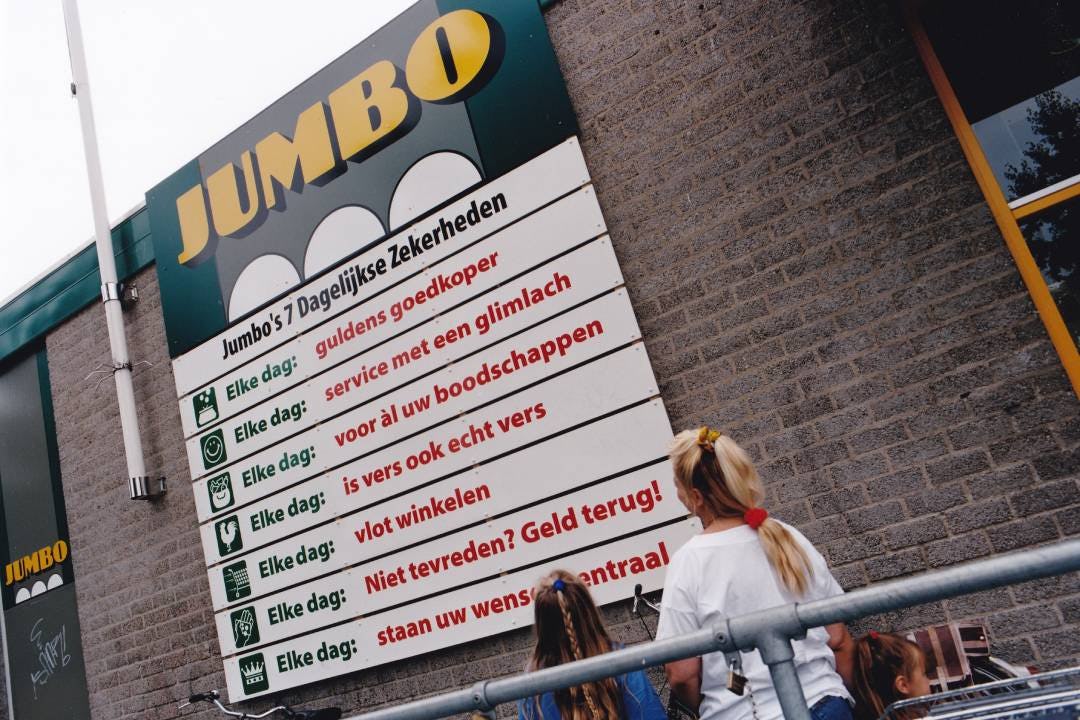 JUMBO
Jumbo's 7 Dagelijkse Zekerheden
Elke dag: guldens goedkoper
Elke dag: service met een glimlach
Elke dag: voor àl uw boodschappen
Elke dag: is vers ook echt vers
Elke dag: vlot winkelen
Elke dag: Niet tevreden? Geld terug!
Elke dag: staan uw wens entraal
JUMBO